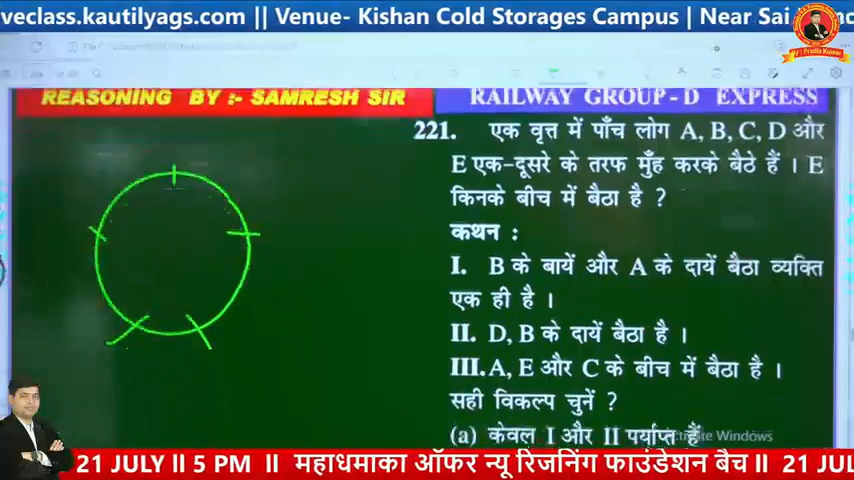 veclass.kautilyags.com || Venue- Kishan Cold Storages Campus | Near Sai
REASONING BY :- SAMRESH SIR
RAILWAY GROUP-D EXPRESS
221. एक वृत्त में पाँच लोग A, B, C, D और
E एक-दूसरे के तरफ मुँह करके बैठे हैं । E
किनके बीच में बैठा है ?
कथन :
I. B के बायें और A के दायें बैठा व्यक्ति
एक ही है ।
II. D, B के दायें बैठा है ।
III. A, E और C के बीच में बैठा है ।
सही विकल्प चुनें ?
(a) केवल I और II पर्याप्त हैं
Windows
21 JULY II 5 PM II महाधमाका ऑफर न्यू रिजनिंग फाउंडेशन बैच II 21 JUL